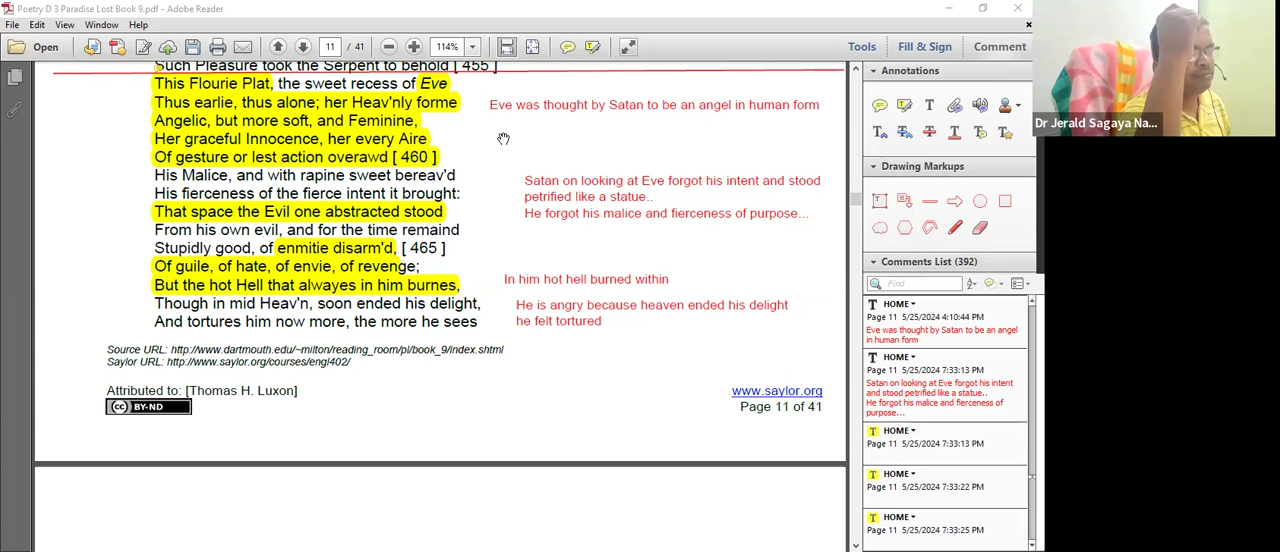 Poetry D 3 Paradise Lost Book 9.pdf - Adobe Reader
File Edit View Window Help
Open 11 / 41 114% Tools Fill & Sign Comment
Such Pleasure took the Serpent to behold [ 455 ]
This Flourie Plat, the sweet recess of Eve
Thus earlie, thus alone; her Heav'nly forme
Angelic, but more soft, and Feminine,
Her graceful Innocence, her every Aire
Of gesture or lest action overawd [ 460 ]
His Malice, and with rapine sweet bereav'd
His fierceness of the fierce intent it brought:
That space the Evil one abstracted stood
From his own evil, and for the time remaind
Stupidly good, of enmitie disarm'd, [ 465 ]
Of guile, of hate, of envie, of revenge;
But the hot Hell that alwayes in him burnes,
Though in mid Heav'n, soon ended his delight,
And tortures him now more, the more he sees
Eve was thought by Satan to be an angel in human form
Satan on looking at Eve forgot his intent and stood
petrified like a statue..
He forgot his malice and fierceness of purpose...
In him hot hell burned within
He is angry because heaven ended his delight
he felt tortured
Source URL: http://www.dartmouth.edu/~milton/reading_room/pl/book_9/index.shtml
Saylor URL: http://www.saylor.org/courses/engl402/
Attributed to: [Thomas H. Luxon]
www.saylor.org
cc BY-ND
Page 11 of 41
Annotations
Drawing Markups
Comments List (392)
Find
HOME
Page 11 5/25/2024 4:10:44 PM
Eve was thought by Satan to be an angel
in human form
HOME
Page 11 5/25/2024 7:33:13 PM
Satan on looking at Eve forgot his intent
and stood petrified like a statue..
He forgot his malice and fierceness of
purpose...
HOME
Page 11 5/25/2024 7:33:13 PM
HOME
Page 11 5/25/2024 7:33:22 PM
HOME
Page 11 5/25/2024 7:33:25 PM
Dr Jerald Sagaya Na...